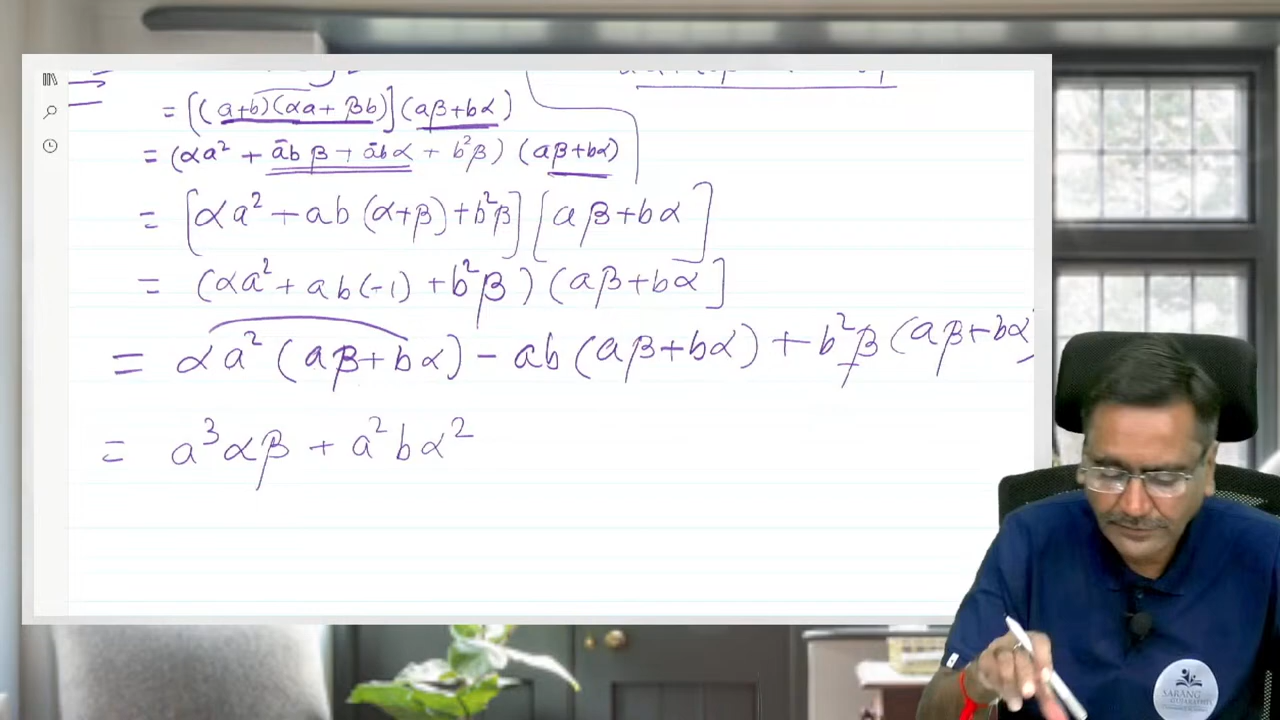 = [(a+b)(αa + βb)] (aβ+bα)
= (αa² + ābβ + ābα + b²β) (aβ+bα)
= [αa² + ab (α+β) + b²β] [aβ+bα]
= (αa² + ab(-1) + b²β) (aβ+bα]
= αa² (aβ+bα) - ab (aβ+bα) + b²β (aβ+bα)
= a³αβ + a²bα²
SARANG